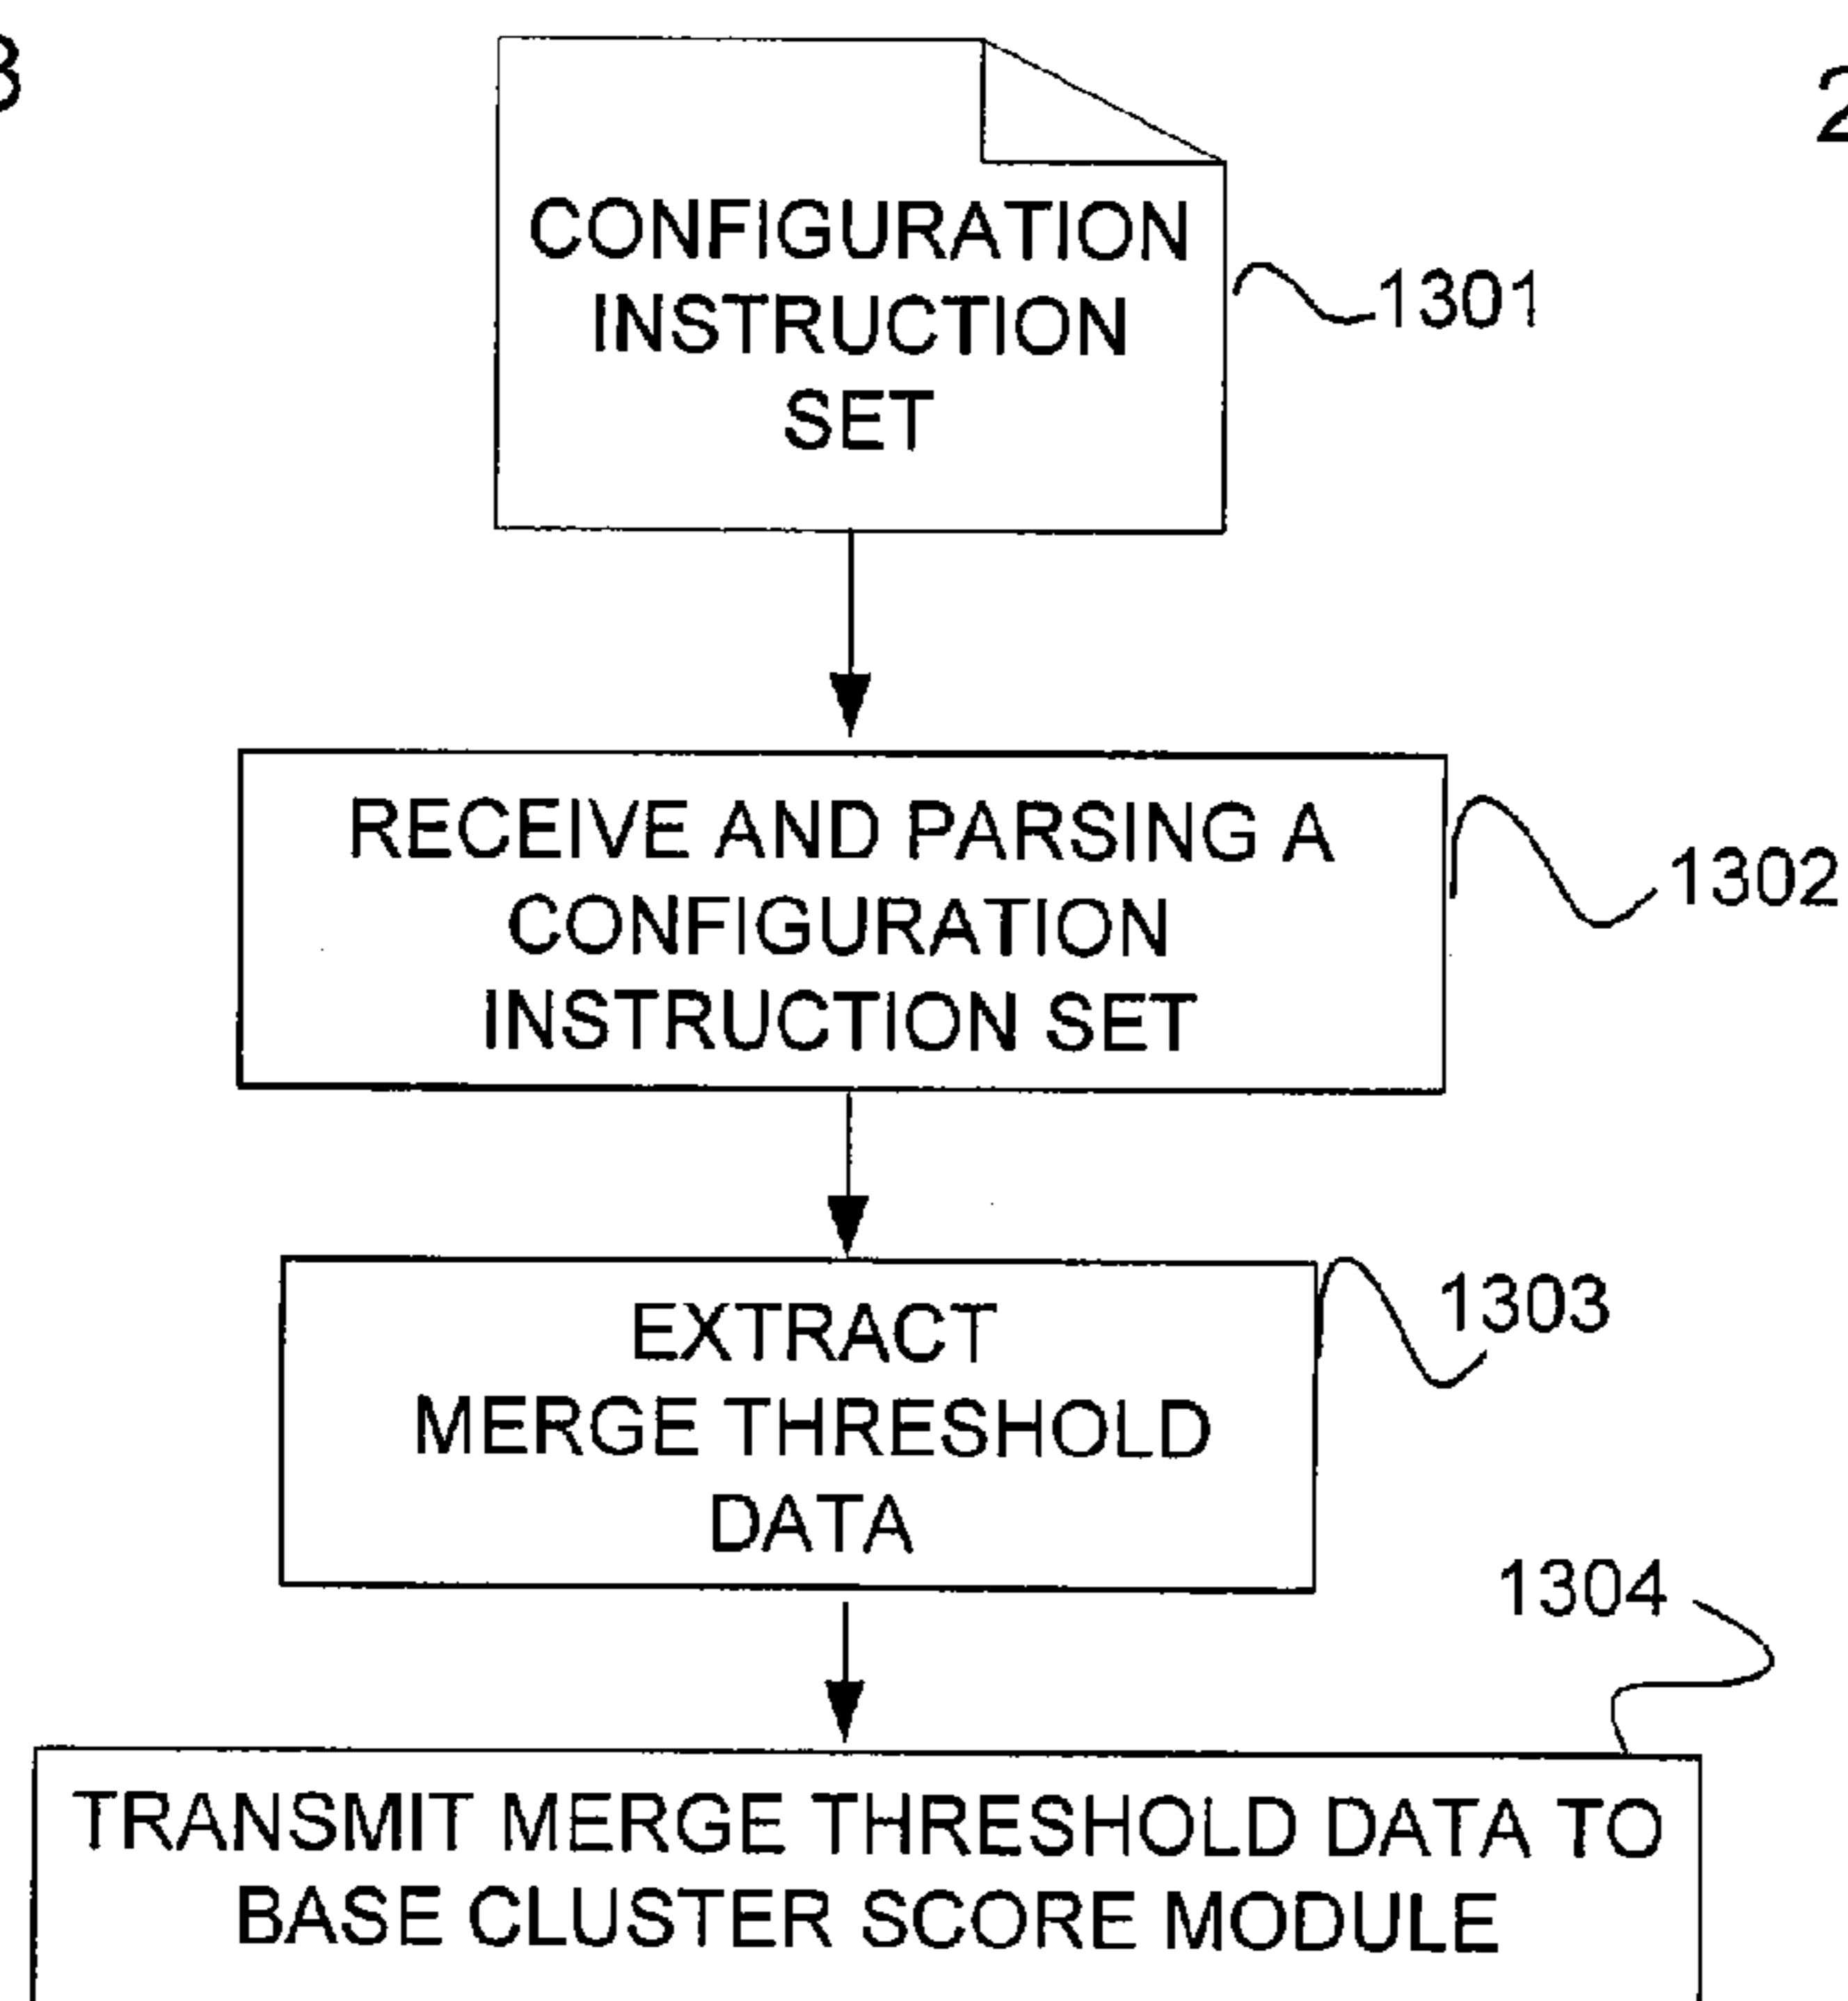 CONFIGURATION
INSTRUCTION
SET
1301
RECEIVE AND PARSING A
CONFIGURATION
INSTRUCTION SET
1302
EXTRACT
MERGE THRESHOLD
DATA
1303
1304
TRANSMIT MERGE THRESHOLD DATA TO
BASE CLUSTER SCORE MODULE